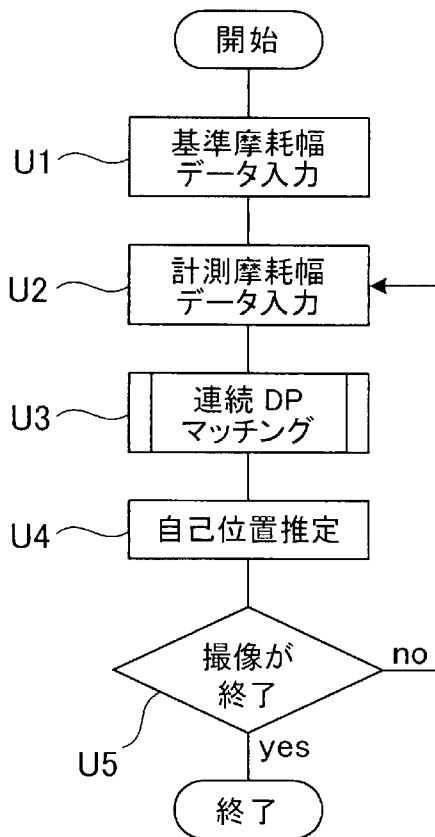 開始
U1
基準摩耗幅
データ入力
U2
計測摩耗幅
データ入力
U3
連続 DP
マッチング
U4
自己位置推定
撮像が
終了
no
U5
yes
終了